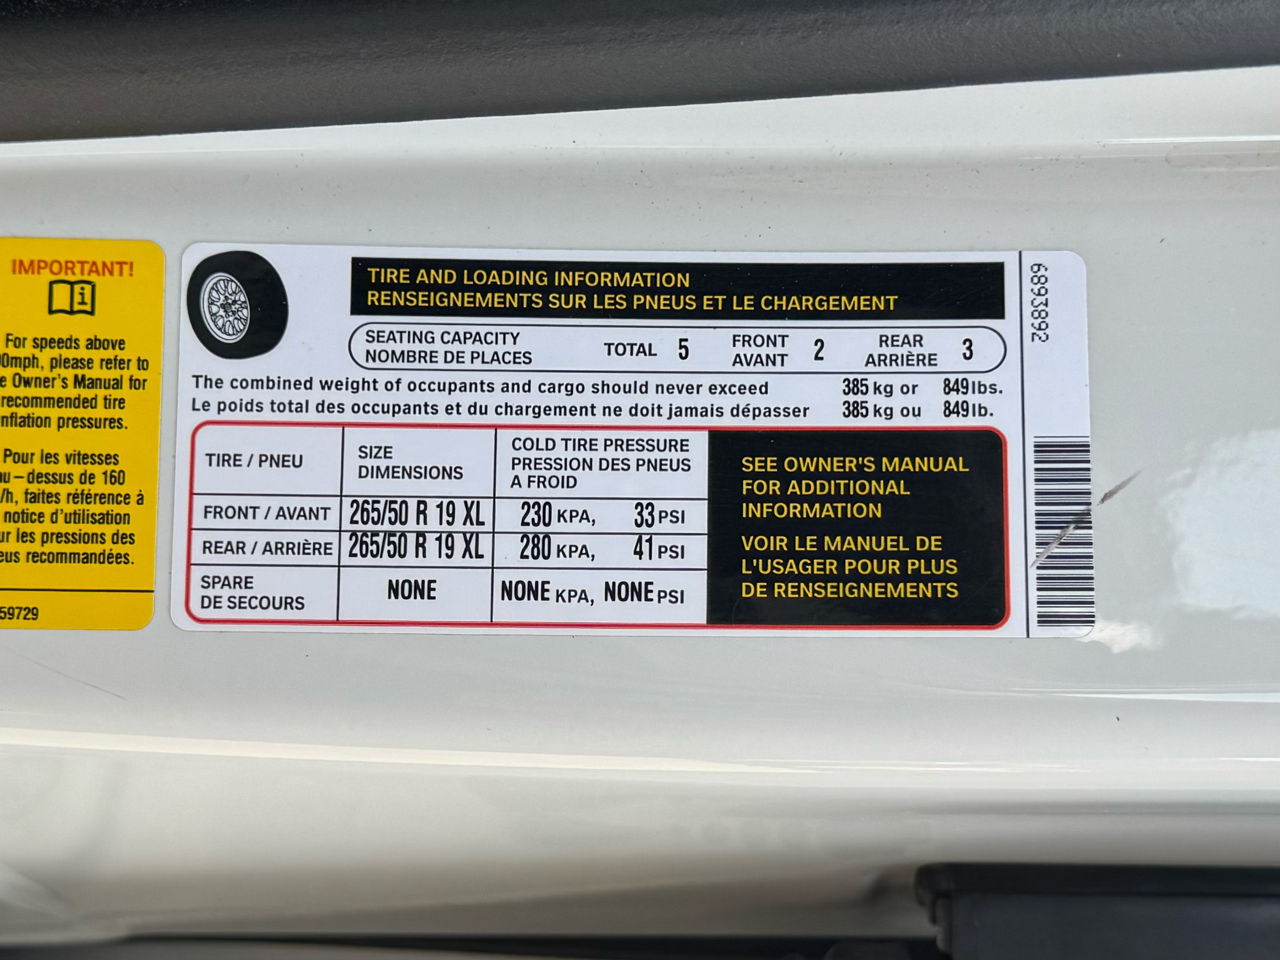 IMPORTANT!
For speeds above
0mph, please refer to
e Owner's Manual for
recommended tire
nflation pressures.
Pour les vitesses
au – dessus de 160
/h, faites référence à
notice d'utilisation
ur les pressions des
eus recommandées.
59729
TIRE AND LOADING INFORMATION
RENSEIGNEMENTS SUR LES PNEUS ET LE CHARGEMENT
SEATING CAPACITY
NOMBRE DE PLACES
TOTAL 5
FRONT
AVANT 2
REAR
ARRIÈRE 3
The combined weight of occupants and cargo should never exceed 385 kg or 849 lbs.
Le poids total des occupants et du chargement ne doit jamais dépasser 385 kg ou 849 lb.
TIRE / PNEU
SIZE
DIMENSIONS
COLD TIRE PRESSURE
PRESSION DES PNEUS
A FROID
FRONT / AVANT 265/50 R 19 XL 230 KPA, 33 PSI
REAR / ARRIÈRE 265/50 R 19 XL 280 KPA, 41 PSI
SPARE
DE SECOURS NONE NONE KPA, NONE PSI
SEE OWNER'S MANUAL
FOR ADDITIONAL
INFORMATION
VOIR LE MANUEL DE
L'USAGER POUR PLUS
DE RENSEIGNEMENTS
6893892